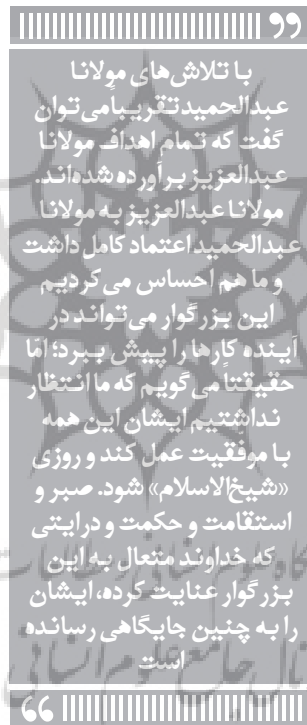 با تلاش‌های مولانا
عبدالحمید تقریباً می‌توان
گفت که تمام اهداف مولانا
عبدالعزیز برآورده شده‌اند.
مولانا عبدالعزیز به مولانا
عبدالحمید اعتماد کامل داشت
و ما هم احساس می‌کردیم
این بزرگوار می‌تواند در
آینده کارها را پیش ببرد؛ امّا
حقیقتاً می‌گویم که ما انتظار
نداشتیم ایشان این همه
با موفقیت عمل کند و روزی
«شیخ‌الاسلام» شود. صبر و
استقامت و حکمت و درایتی
که خداوند متعال به این
بزرگوار عنایت کرده، ایشان
را به چنین جایگاهی رسانده
است